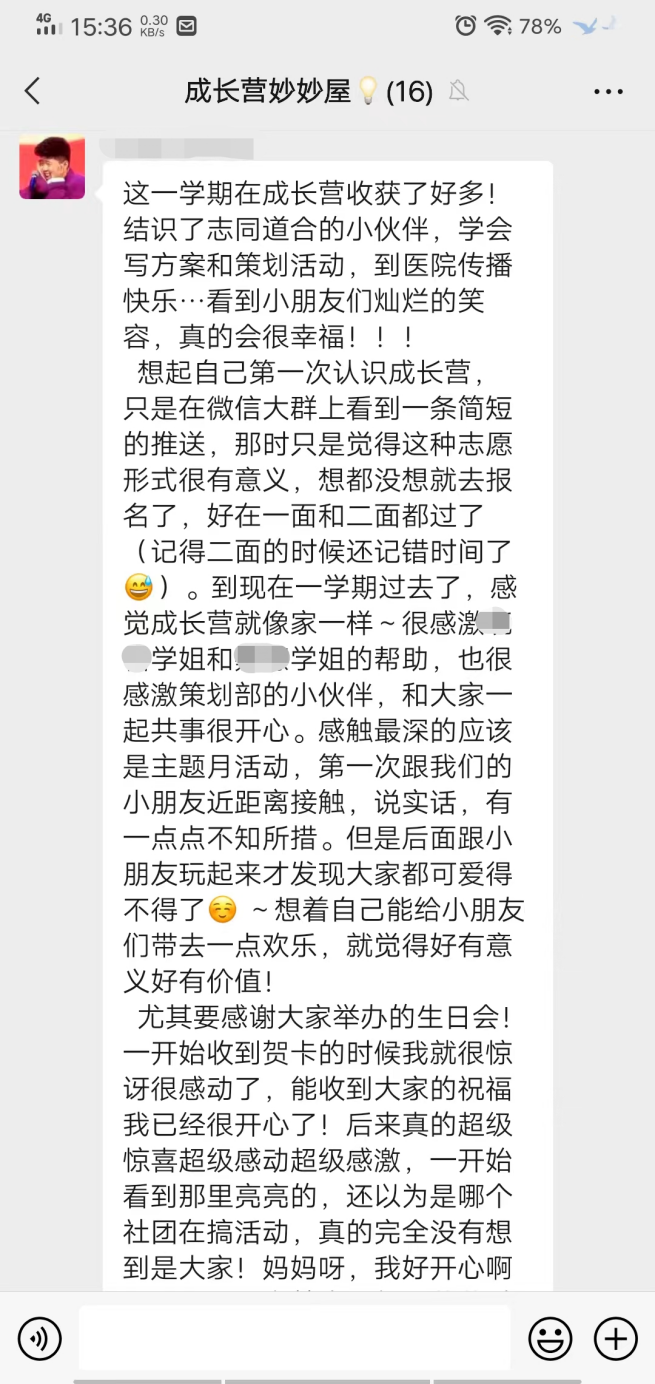 4G 15:36 0.30 KB/s 78%
成长营妙妙屋💡(16)
这一学期在成长营收获了好多！
结识了志同道合的小伙伴，学会
写方案和策划活动，到医院传播
快乐…看到小朋友们灿烂的笑
容，真的会很幸福！！！
想起自己第一次认识成长营，
只是在微信大群上看到一条简短
的推送，那时只是觉得这种志愿
形式很有意义，想都没想就去报
名了，好在一面和二面都过了
（记得二面的时候还记错时间了
😅）。到现在一学期过去了，感
觉成长营就像家一样～很感激
学姐和学姐的帮助，也很
感激策划部的小伙伴，和大家一
起共事很开心。感触最深的应该
是主题月活动，第一次跟我们的
小朋友近距离接触，说实话，有
一点点不知所措。但是后面跟小
朋友玩起来才发现大家都可爱得
不得了☺️ ～想着自己能给小朋友
们带去一点欢乐，就觉得好有意
义好有价值！
尤其要感谢大家举办的生日会！
一开始收到贺卡的时候我就很惊
讶很感动了，能收到大家的祝福
我已经很开心了！后来真的超级
惊喜超级感动超级感激，一开始
看到那里亮亮的，还以为是哪个
社团在搞活动，真的完全没有想
到是大家！妈妈呀，我好开心啊